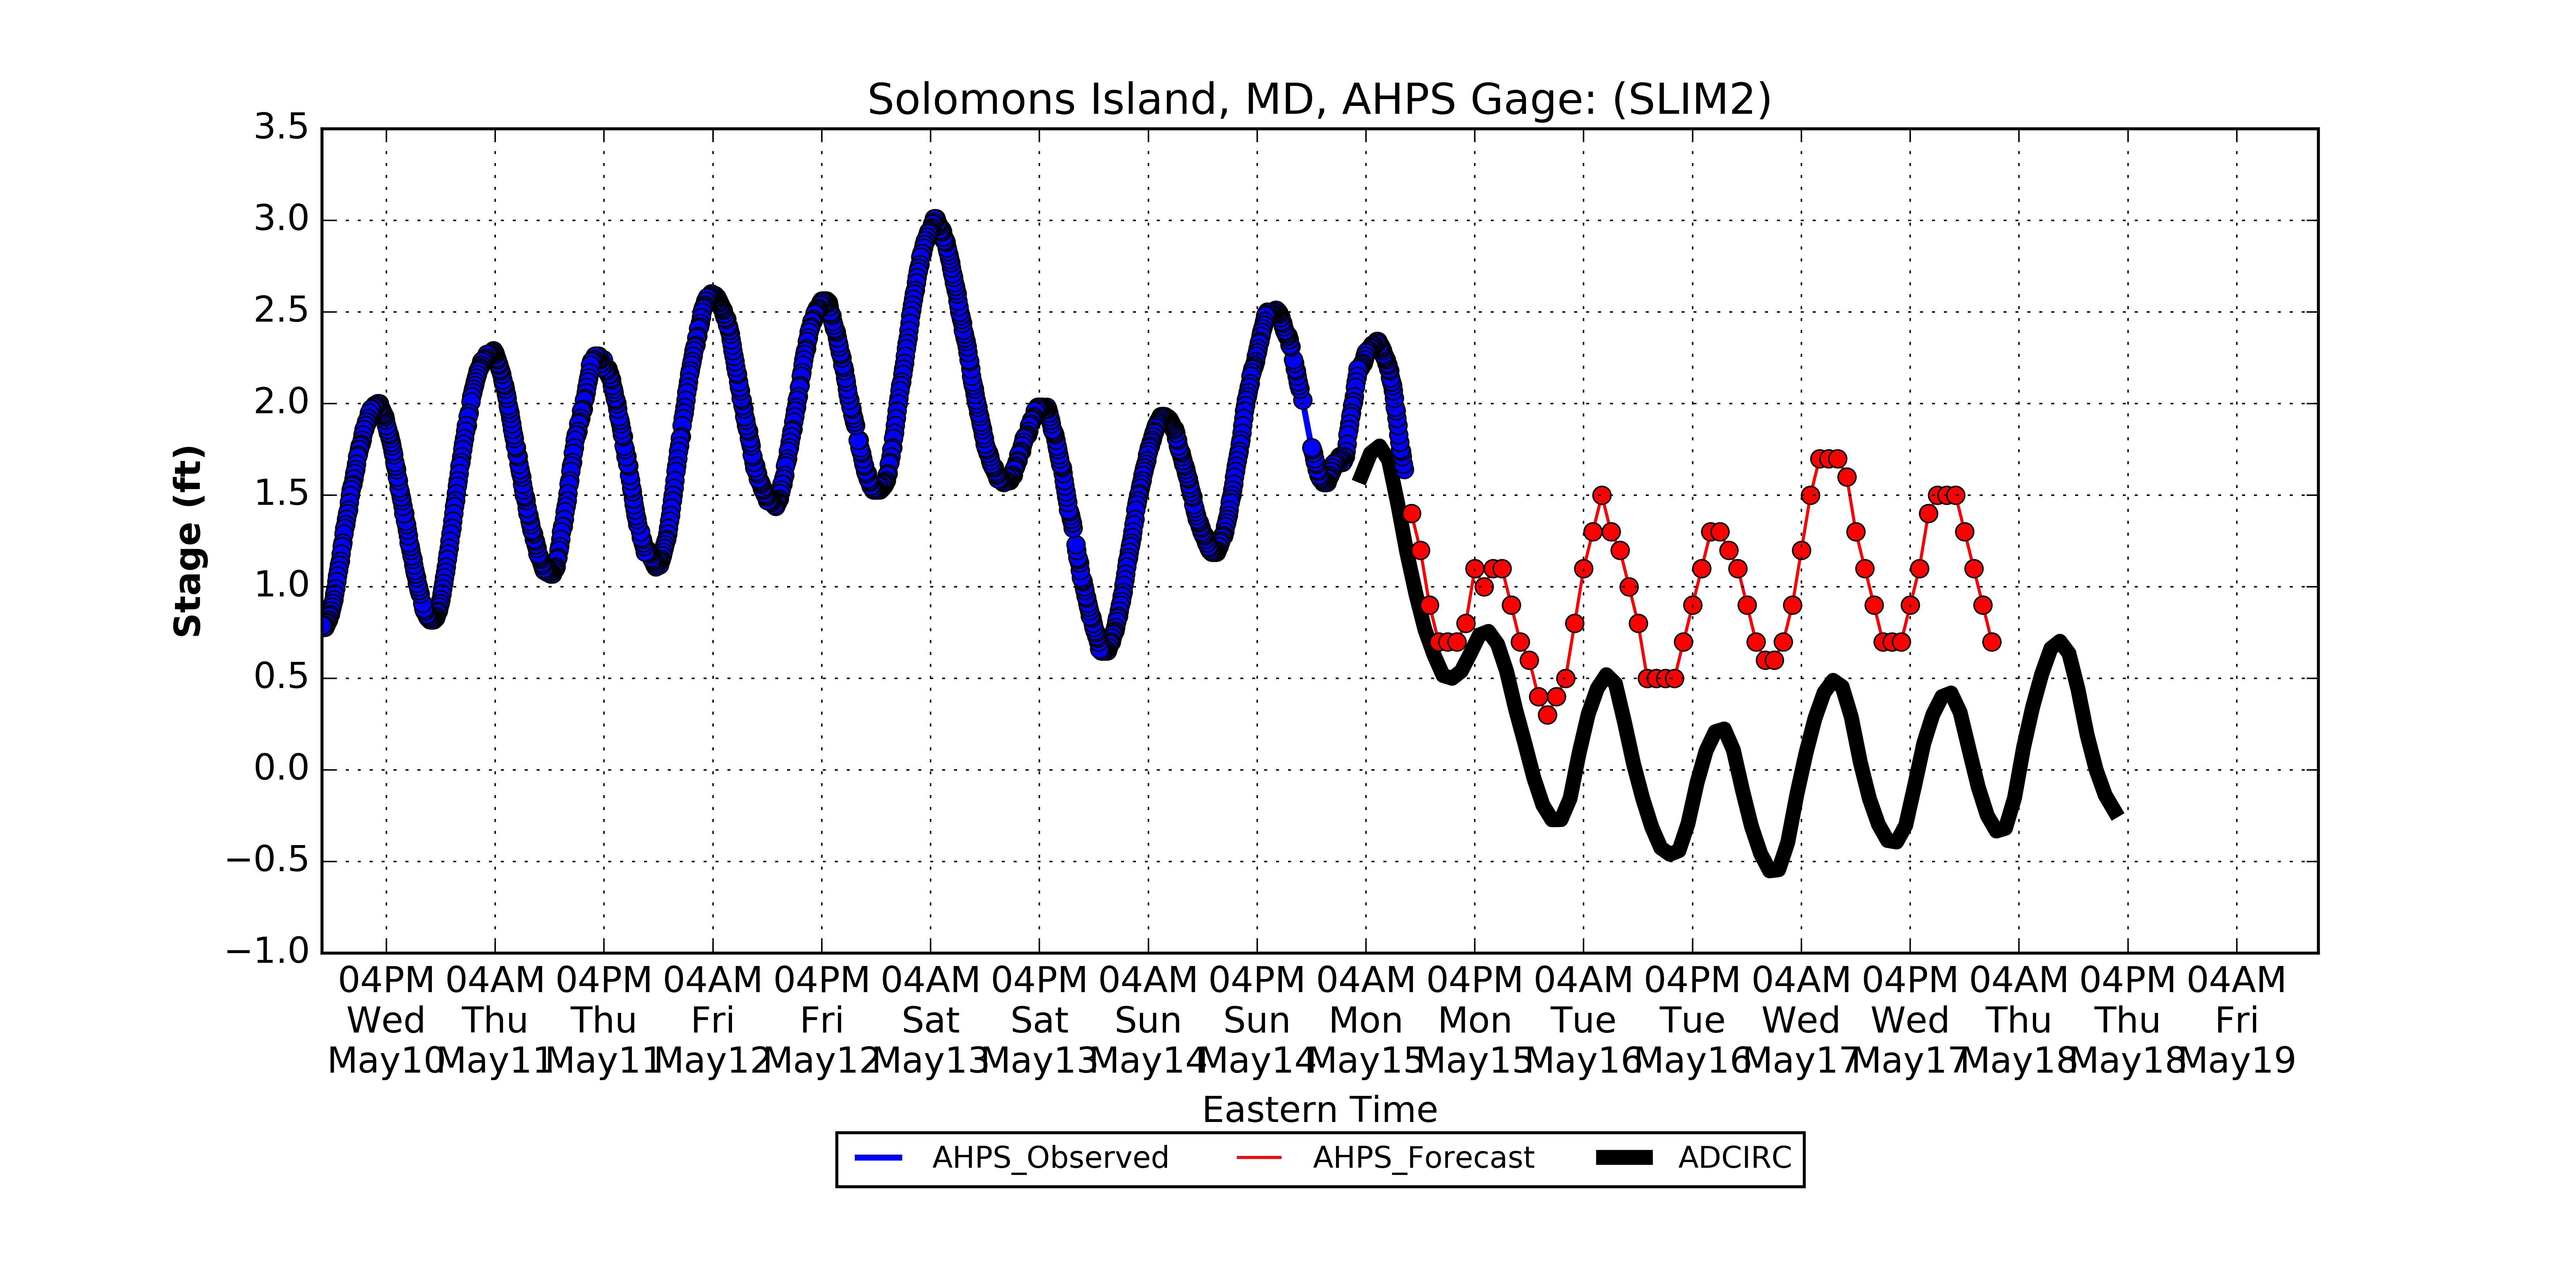 Solomons Island, MD, AHPS Gage: (SLIM2)
3.5
3.0
2.5
2.0
1.5
1.0
0.5
0.0
−0.5
−1.0
Stage (ft)
04PM 04AM 04PM 04AM 04PM 04AM 04PM 04AM 04PM 04AM 04PM 04AM 04PM 04AM 04PM 04AM 04PM 04AM
Wed Thu Thu Fri Fri Sat Sat Sun Sun Mon Mon Tue Tue Wed Wed Thu Thu Fri
May10 May11 May11 May12 May12 May13 May13 May14 May14 May15 May15 May16 May16 May17 May17 May18 May18 May19
Eastern Time
AHPS_Observed AHPS_Forecast ADCIRC